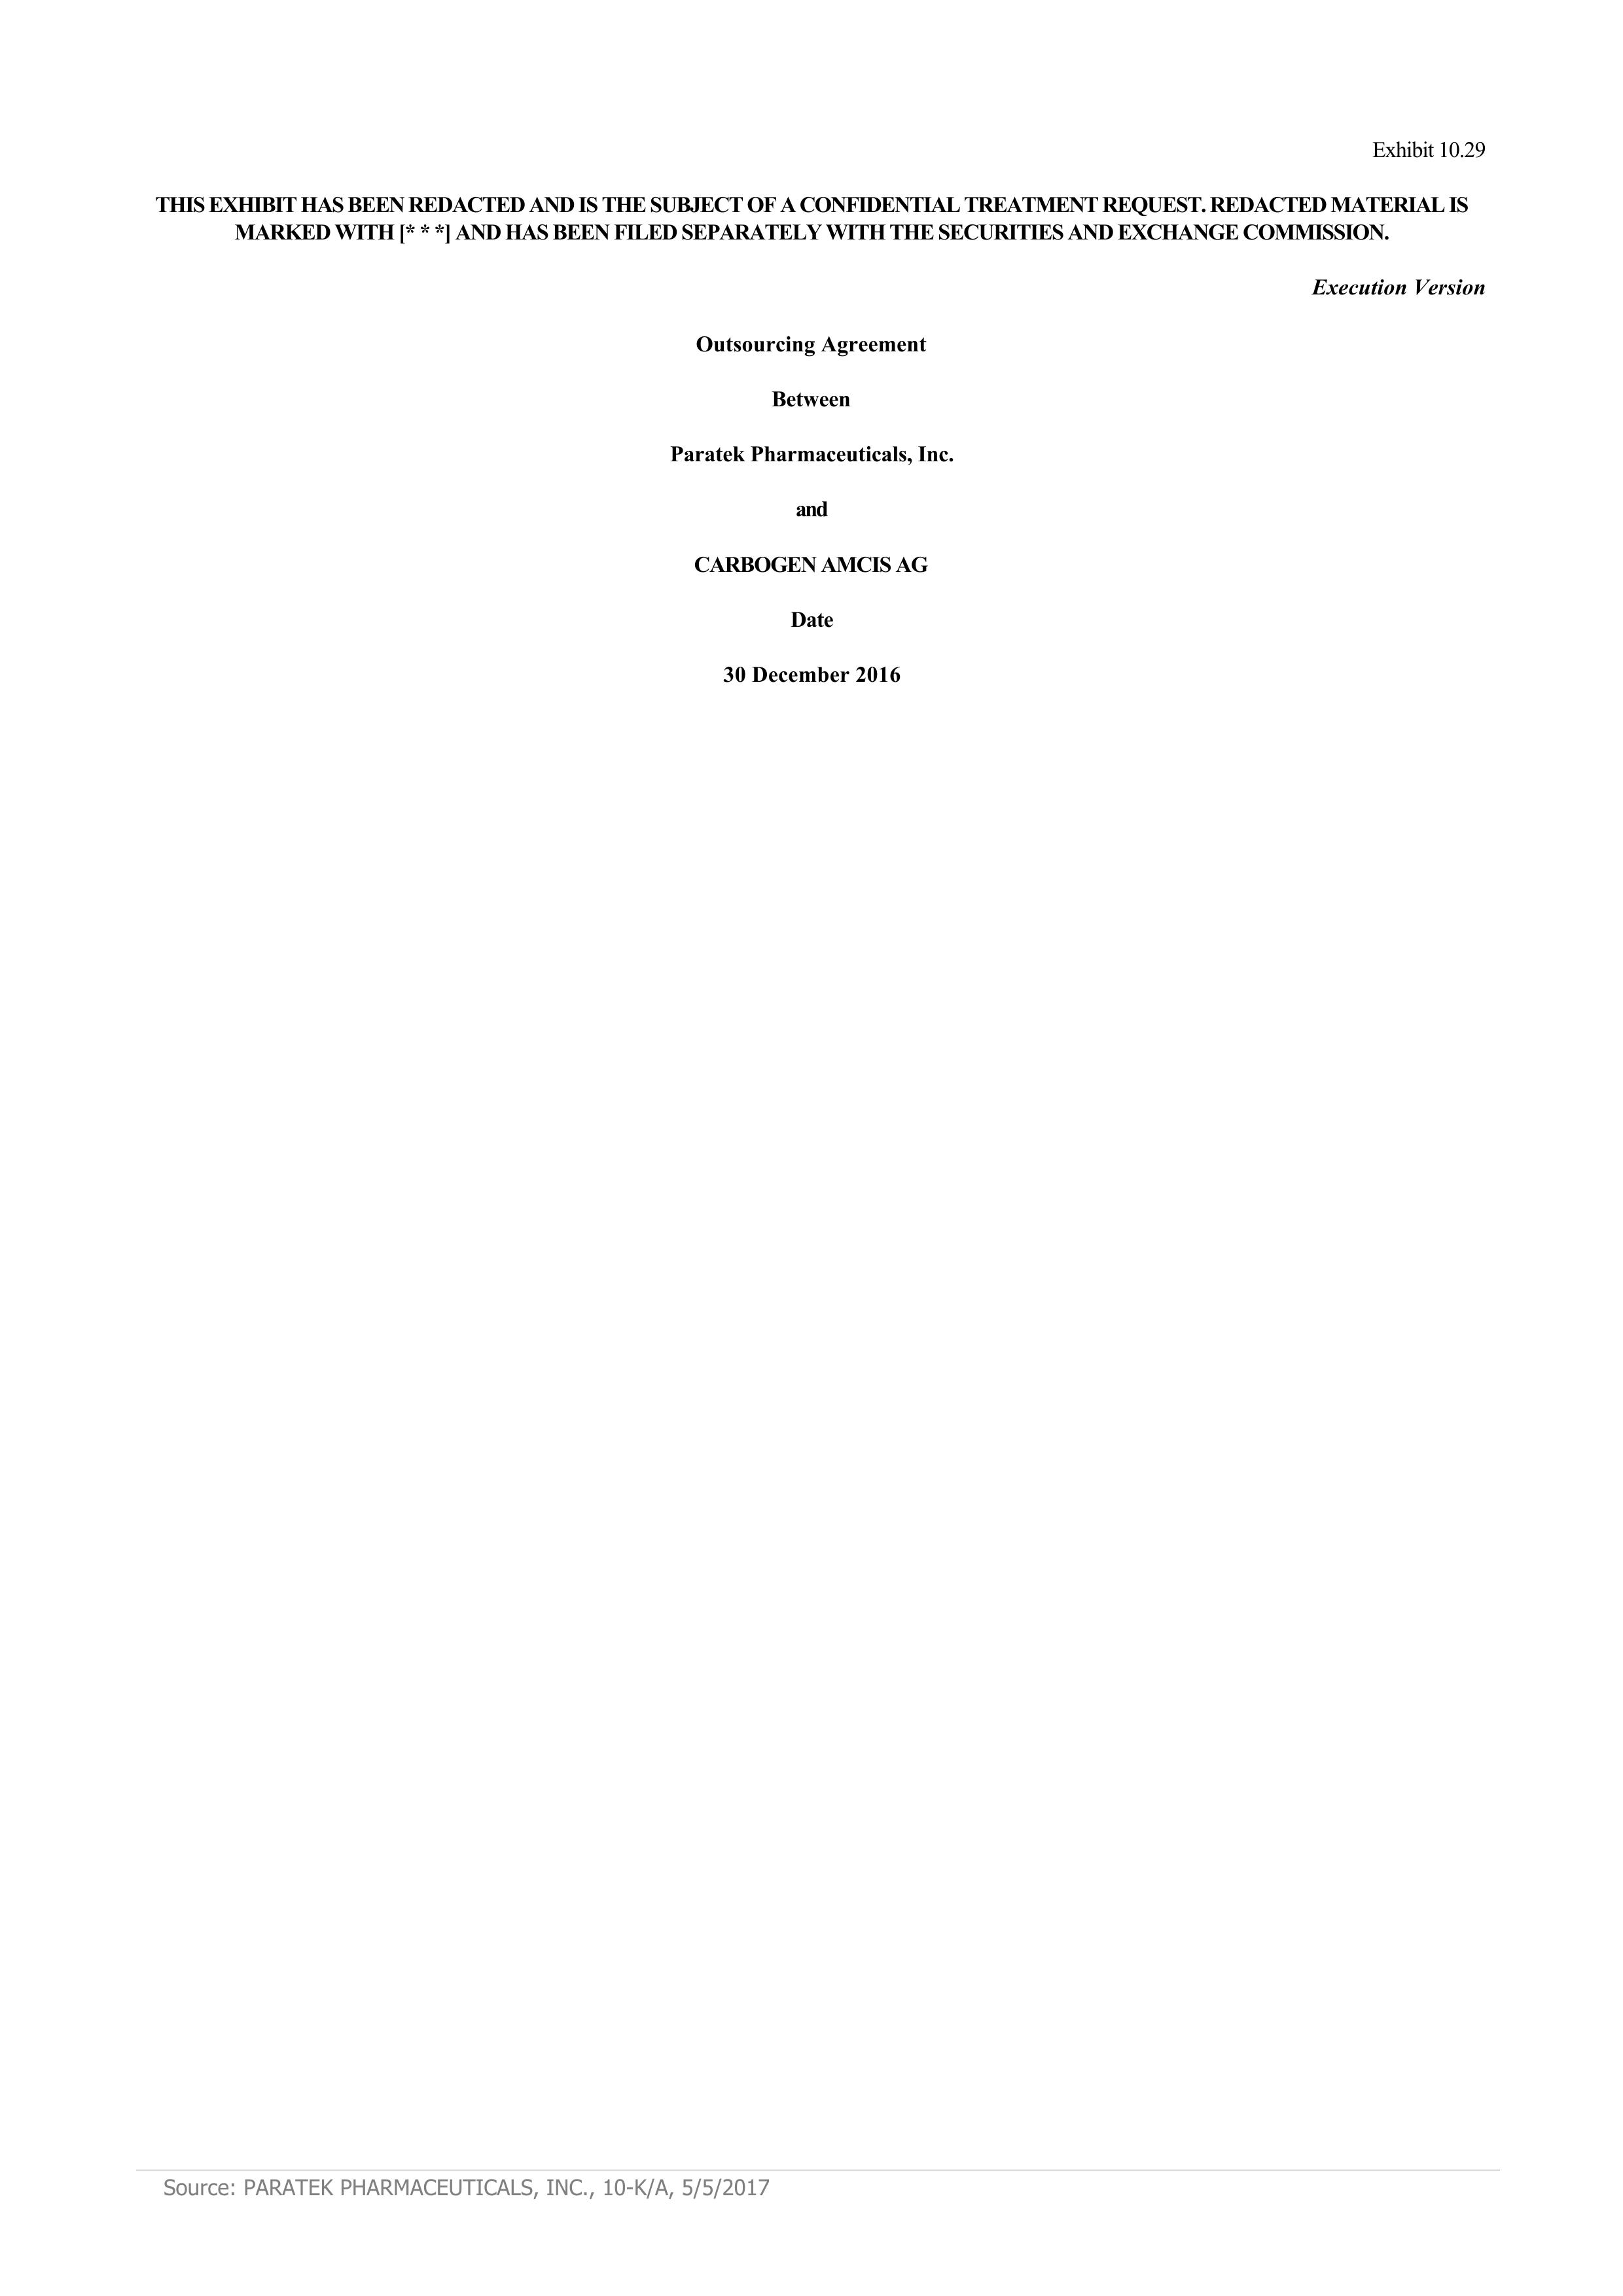 Exhibit 10.29
THIS EXHIBIT HAS BEEN REDACTED AND IS THE SUBJECT OF A CONFIDENTIAL TREATMENT REQUEST. REDACTED MATERIAL IS
MARKED WITH [* * *] AND HAS BEEN FILED SEPARATELY WITH THE SECURITIES AND EXCHANGE COMMISSION.
Execution Version
Outsourcing Agreement
Between
Paratek Pharmaceuticals, Inc.
and
CARBOGEN AMCIS AG
Date
30 December 2016
Source: PARATEK PHARMACEUTICALS, INC., 10-K/A, 5/5/2017